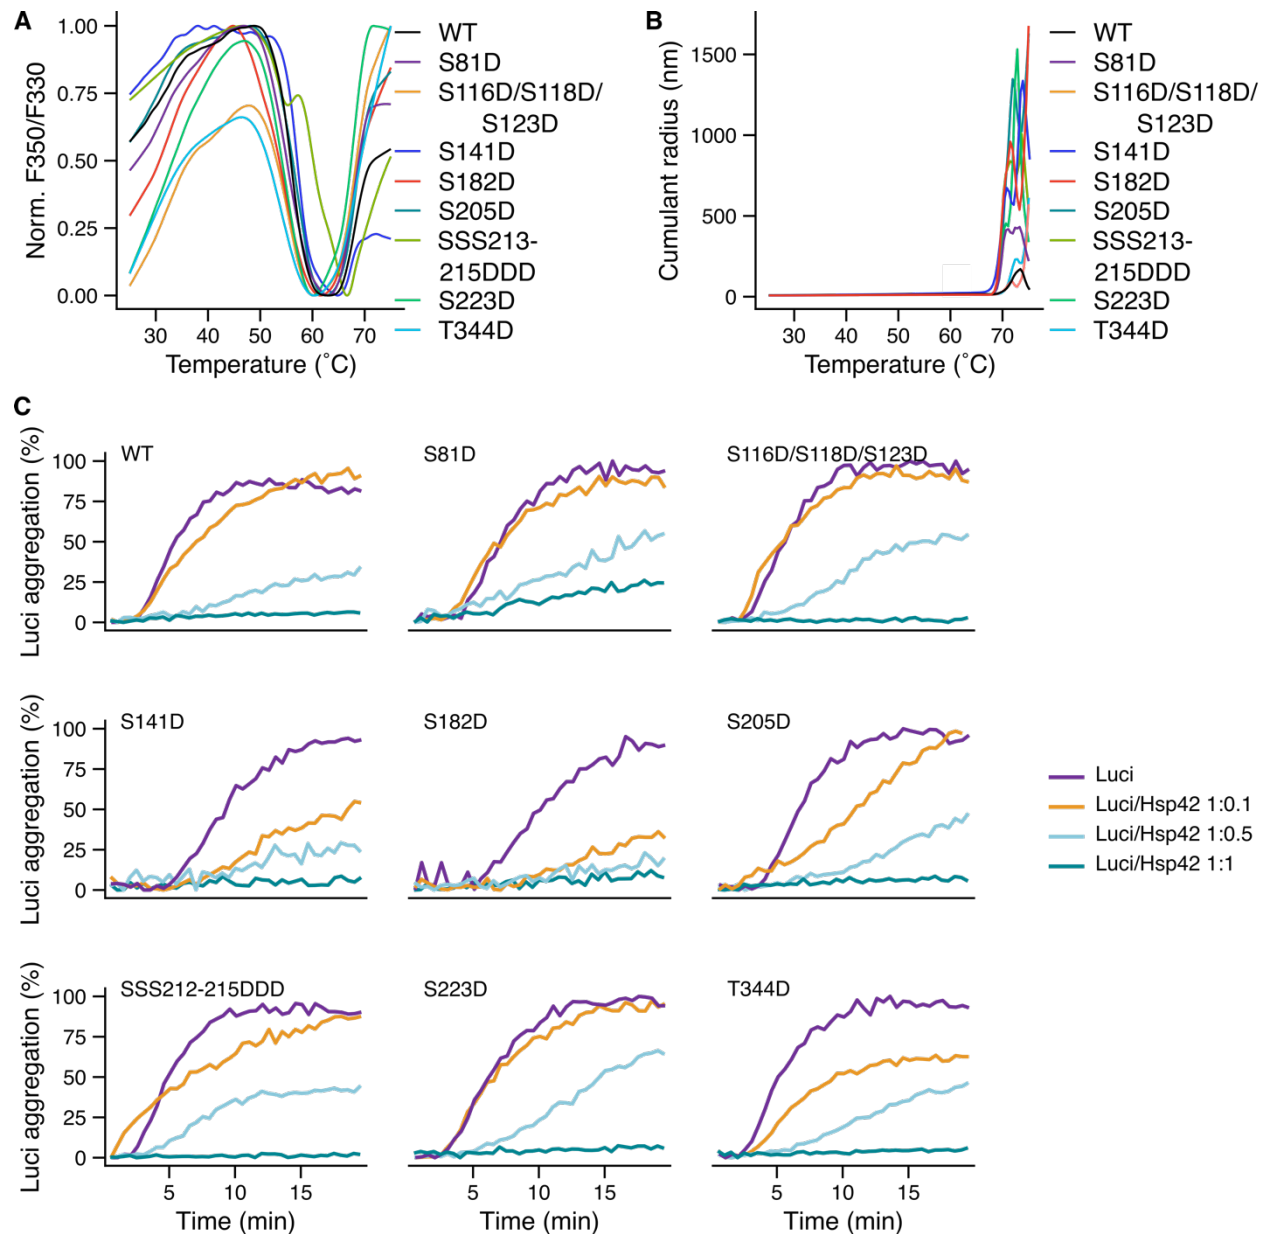 A
Norm. F350/F330
1.00
0.75
0.50
0.25
0.00
30 40 50 60 70
Temperature (˚C)
WT
S81D
S116D/S118D/
S123D
S141D
S182D
S205D
SSS213-
215DDD
S223D
T344D
B
Cumulant radius (nm)
1500
1000
500
0
30 40 50 60 70
Temperature (˚C)
WT
S81D
S116D/S118D/
S123D
S141D
S182D
S205D
SSS213-
215DDD
S223D
T344D
C
Luci aggregation (%)
100
75
50
25
0
WT
S81D
S116D/S118D/S123D
Luci aggregation (%)
100
75
50
25
0
S141D
S182D
S205D
Luci
Luci/Hsp42 1:0.1
Luci/Hsp42 1:0.5
Luci/Hsp42 1:1
Luci aggregation (%)
100
75
50
25
0
SSS212-215DDD
S223D
T344D
5 10 15
5 10 15
5 10 15
Time (min)
Time (min)
Time (min)